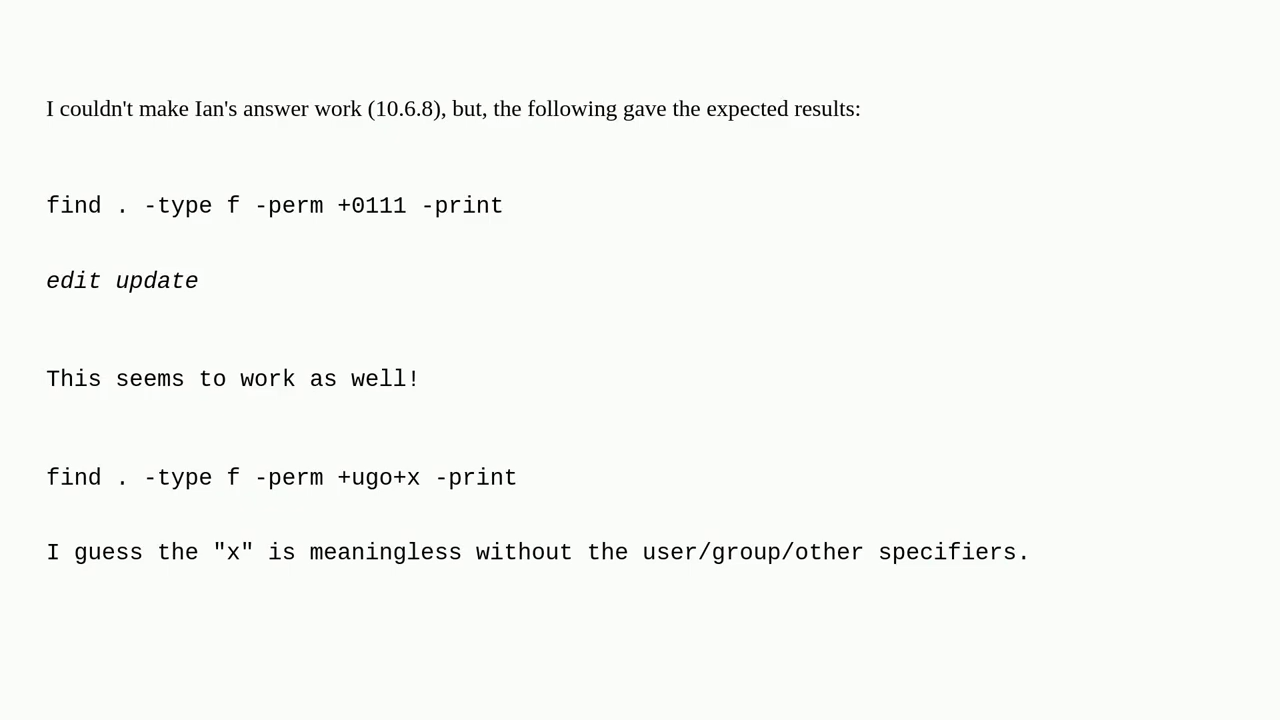 I couldn't make Ian's answer work (10.6.8), but, the following gave the expected results:
find . -type f -perm +0111 -print
edit update
This seems to work as well!
find . -type f -perm +ugo+x -print
I guess the "x" is meaningless without the user/group/other specifiers.